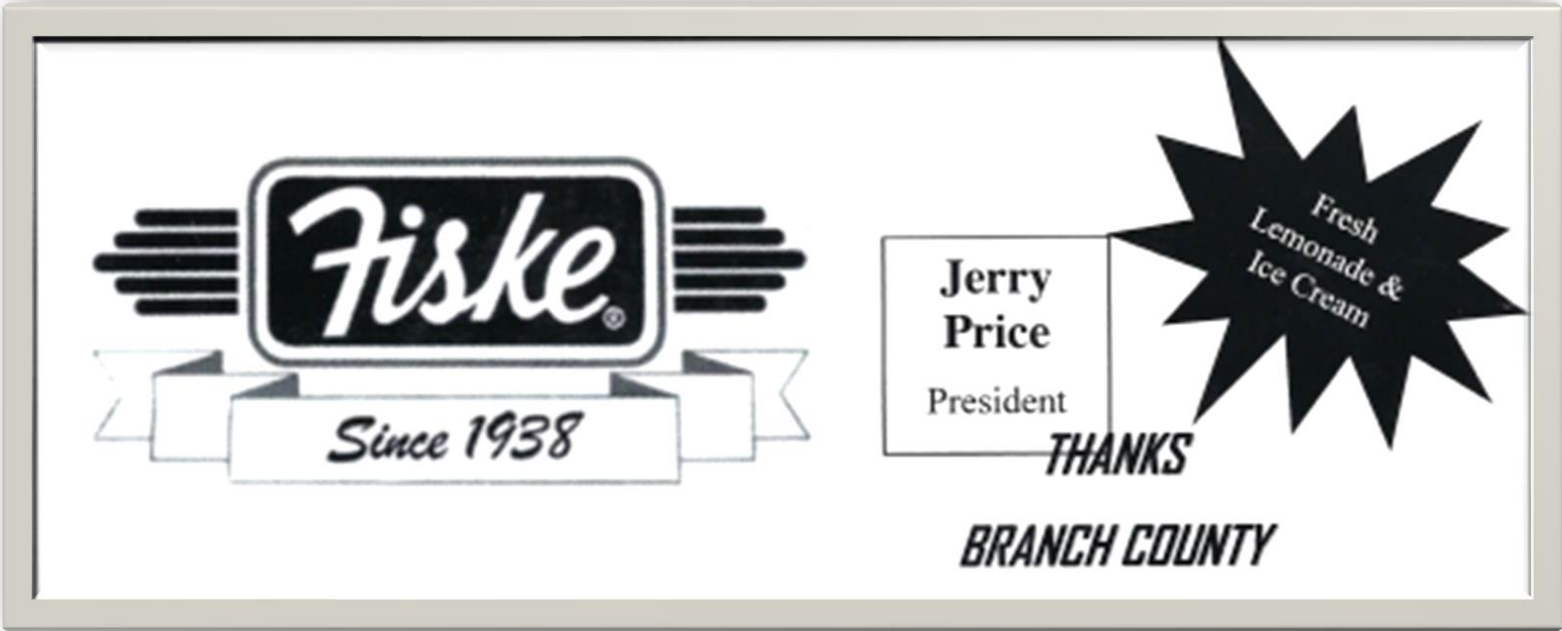 Fiske®
Since 1938
Jerry
Price
President
Fresh
Lemonade &
Ice Cream
THANKS
BRANCH COUNTY